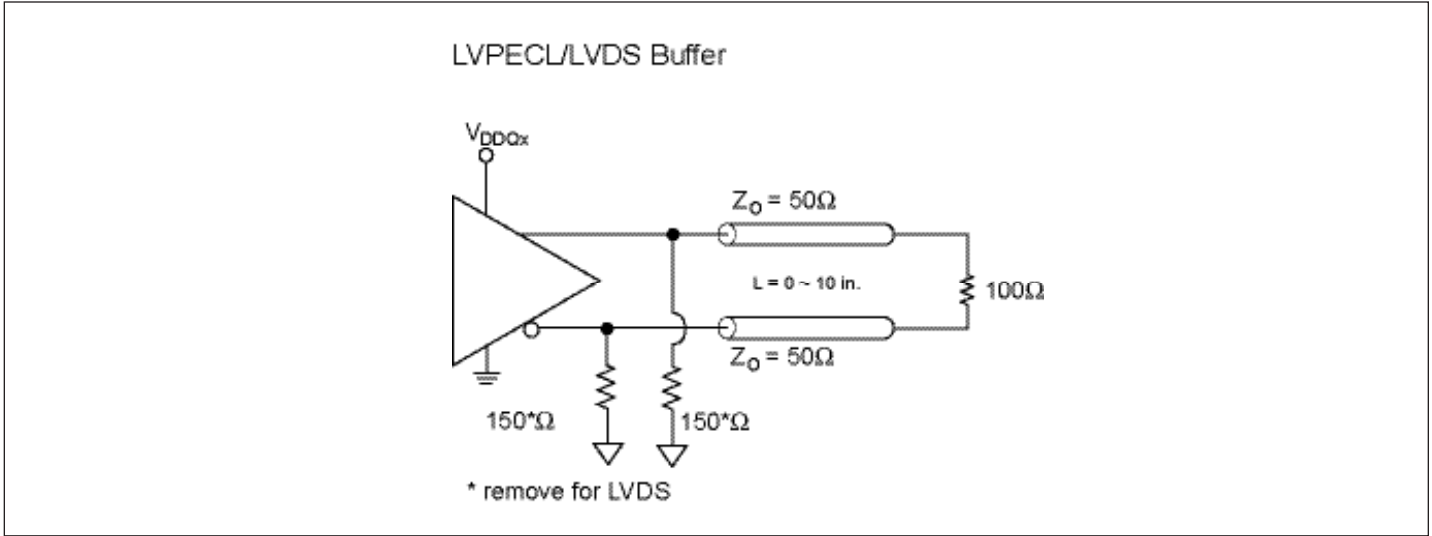 LVPECL/LVDS Buffer
VDDQx
ZO = 50Ω
L = 0 ~ 10 in.
100Ω
ZO = 50Ω
150*Ω
150*Ω
* remove for LVDS